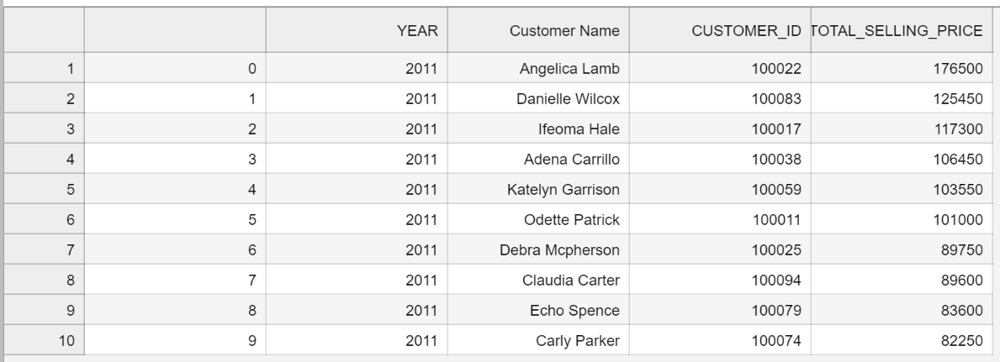 YEAR Customer Name CUSTOMER_ID TOTAL_SELLING_PRICE
1 0 2011 Angelica Lamb 100022 176500
2 1 2011 Danielle Wilcox 100083 125450
3 2 2011 Ifeoma Hale 100017 117300
4 3 2011 Adena Carrillo 100038 106450
5 4 2011 Katelyn Garrison 100059 103550
6 5 2011 Odette Patrick 100011 101000
7 6 2011 Debra Mcpherson 100025 89750
8 7 2011 Claudia Carter 100094 89600
9 8 2011 Echo Spence 100079 83600
10 9 2011 Carly Parker 100074 82250